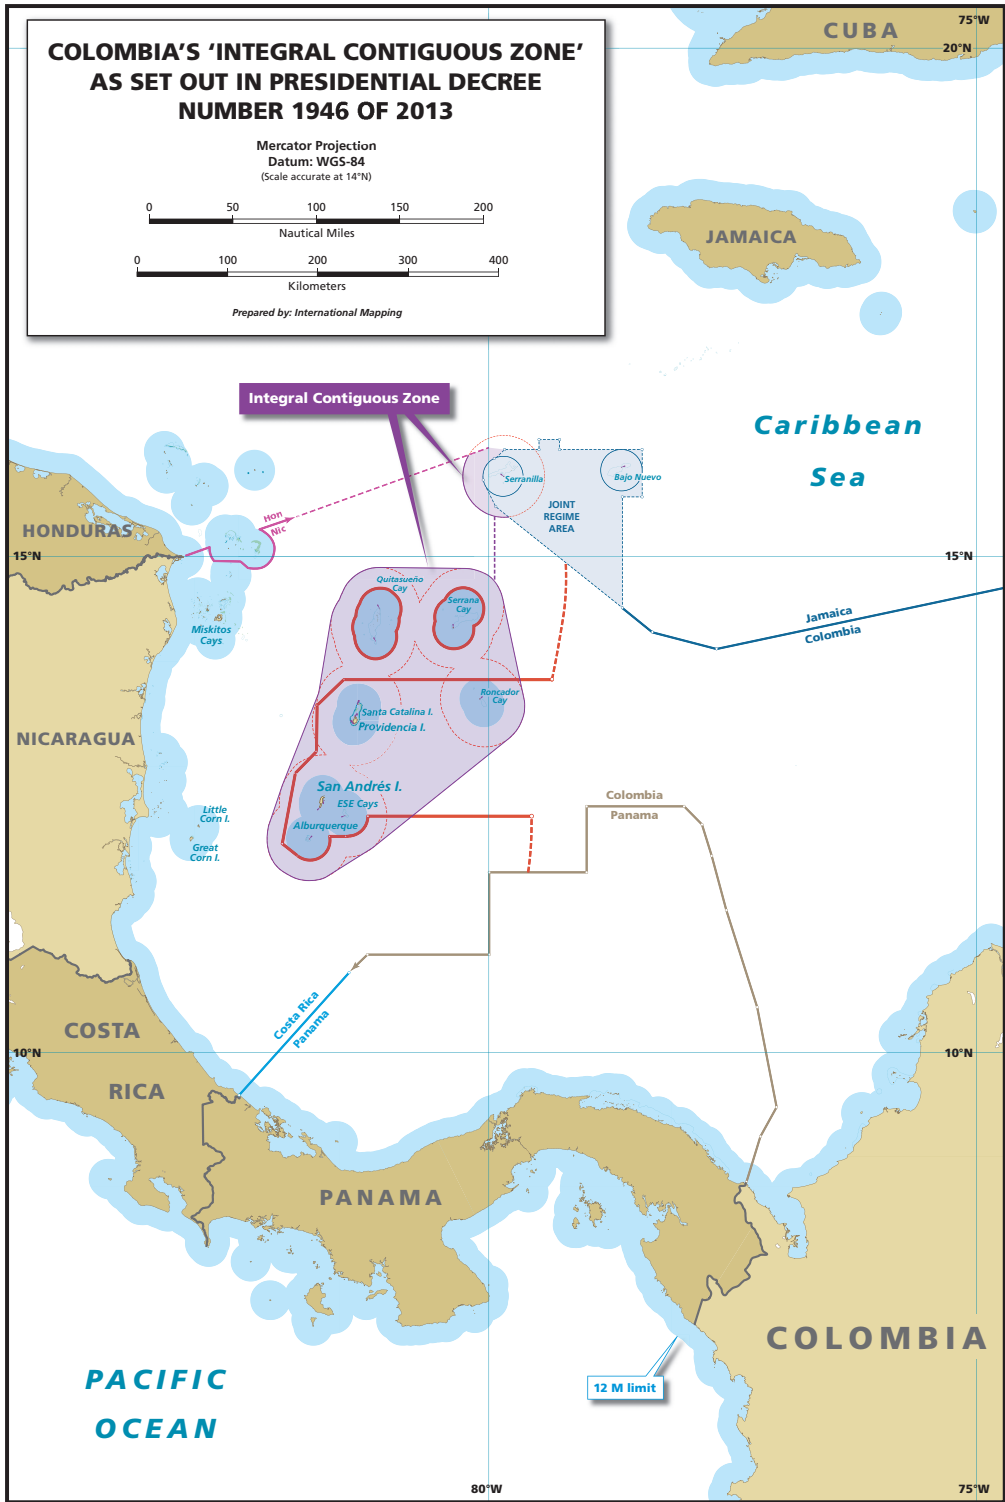 COLOMBIA'S 'INTEGRAL CONTIGUOUS ZONE'
AS SET OUT IN PRESIDENTIAL DECREE
NUMBER 1946 OF 2013
Mercator Projection
Datum: WGS-84
(Scale accurate at 14°N)
0 50 100 150 200
Nautical Miles
0 100 200 300 400
Kilometers
Prepared by: International Mapping
75°W
CUBA
20°N
JAMAICA
Integral Contiguous Zone
Caribbean
Sea
Serranilla
Bajo Nuevo
JOINT
REGIME
AREA
Hon
Nic
HONDURAS
15°N
15°N
Quitasueño
Cay
Serrana
Cay
Jamaica
Colombia
Miskitos
Cays
Roncador
Cay
Santa Catalina I.
Providencia I.
NICARAGUA
San Andrés I.
ESE Cays
Alburquerque
Little
Corn I.
Great
Corn I.
Colombia
Panama
Costa Rica
Panama
COSTA
RICA
10°N
10°N
PANAMA
COLOMBIA
12 M limit
PACIFIC
OCEAN
80°W
75°W